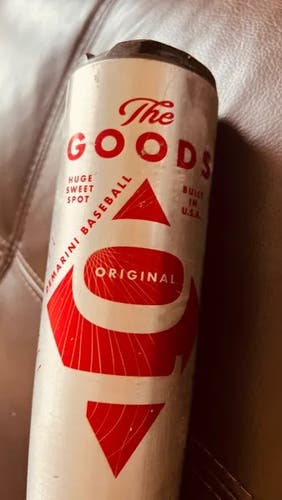 The
GOODS
HUGE
SWEET
SPOT
BUILT
IN
U.S.A.
DEMARINI BASEBALL
ORIGINAL